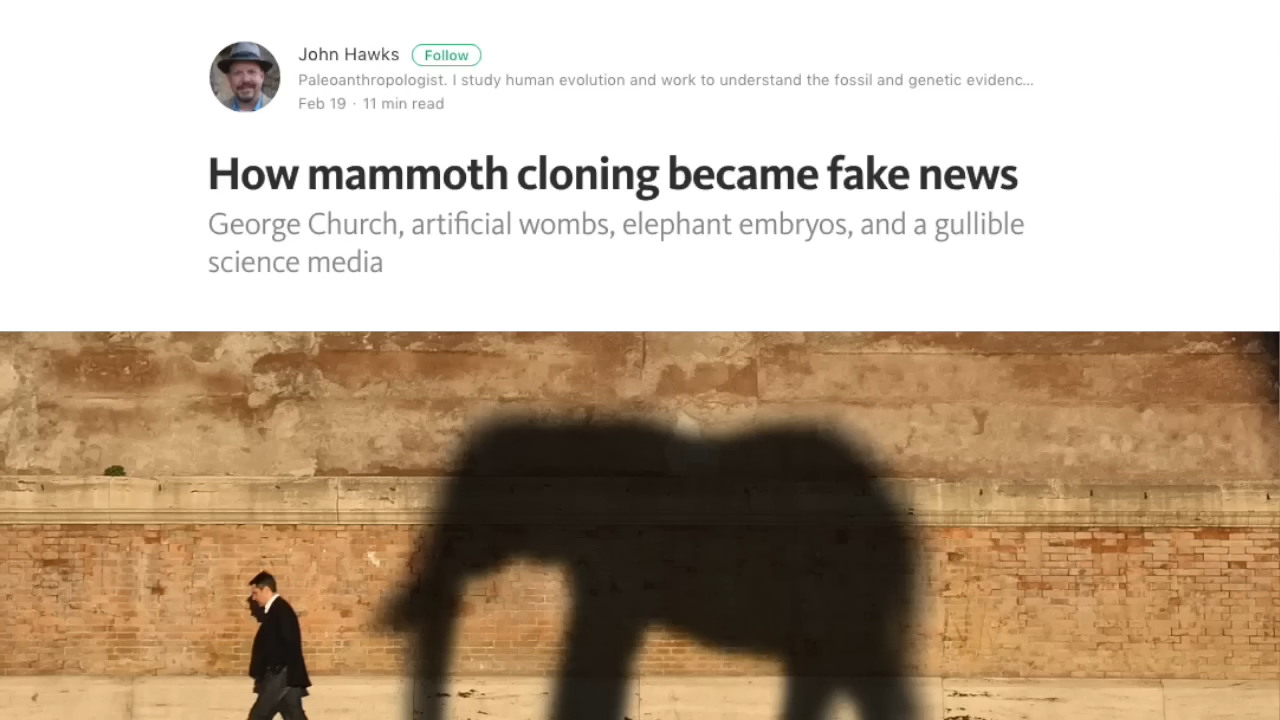 John Hawks Follow
Paleoanthropologist. I study human evolution and work to understand the fossil and genetic evidenc...
Feb 19 · 11 min read
How mammoth cloning became fake news
George Church, artificial wombs, elephant embryos, and a gullible
science media